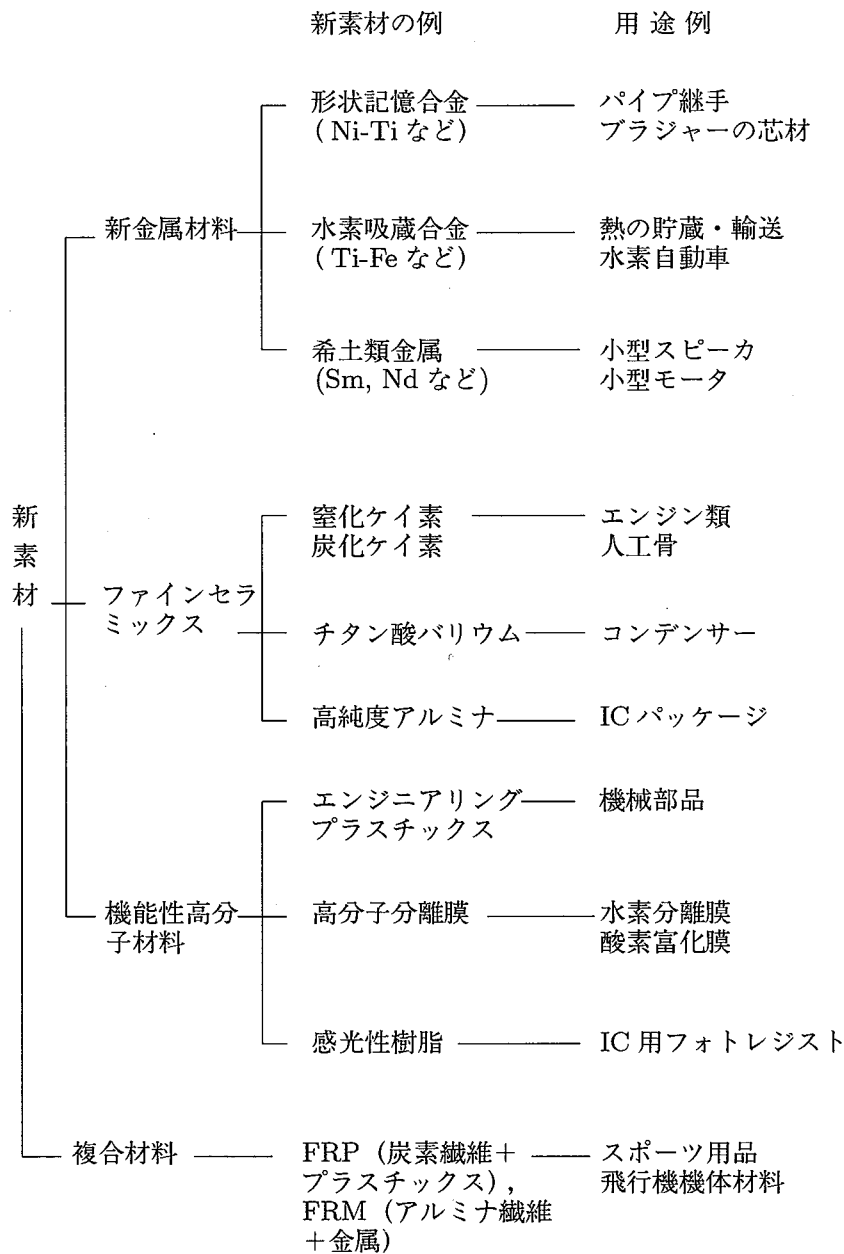 新素材の例 用途例
形状記憶合金 パイプ継手
(Ni-Ti など) ブラジャーの芯材
新金属材料 水素吸蔵合金 熱の貯蔵・輸送
(Ti-Fe など) 水素自動車
希土類金属 小型スピーカ
(Sm, Nd など) 小型モータ
新素材
窒化ケイ素 エンジン類
炭化ケイ素 人工骨
ファインセラ
ミックス
チタン酸バリウム コンデンサー
高純度アルミナ IC パッケージ
エンジニアリング 機械部品
プラスチックス
機能性高分 高分子分離膜 水素分離膜
子材料 酸素富化膜
感光性樹脂 IC 用フォトレジスト
複合材料 FRP (炭素繊維+ スポーツ用品
プラスチックス), 飛行機機体材料
FRM (アルミナ繊維
+金属)